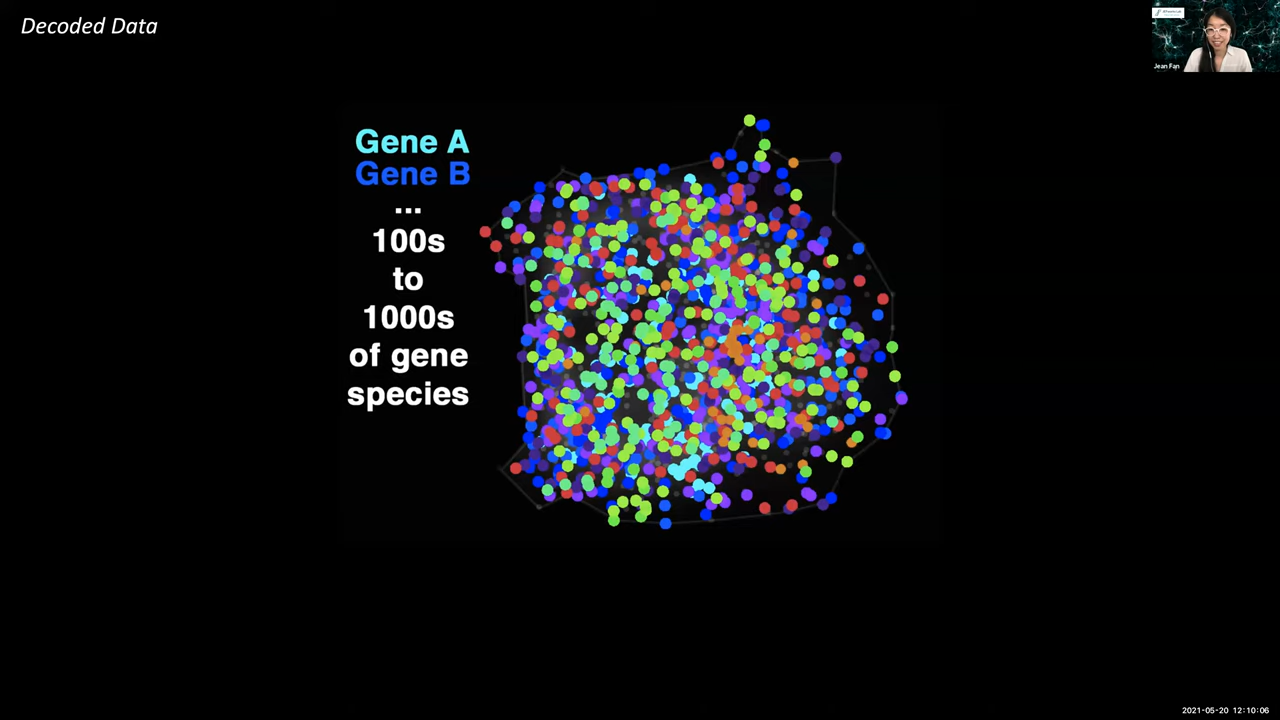 Decoded Data
Jean Fan
Gene A
Gene B
...
100s
to
1000s
of gene
species
2021-05-20 12:10:06